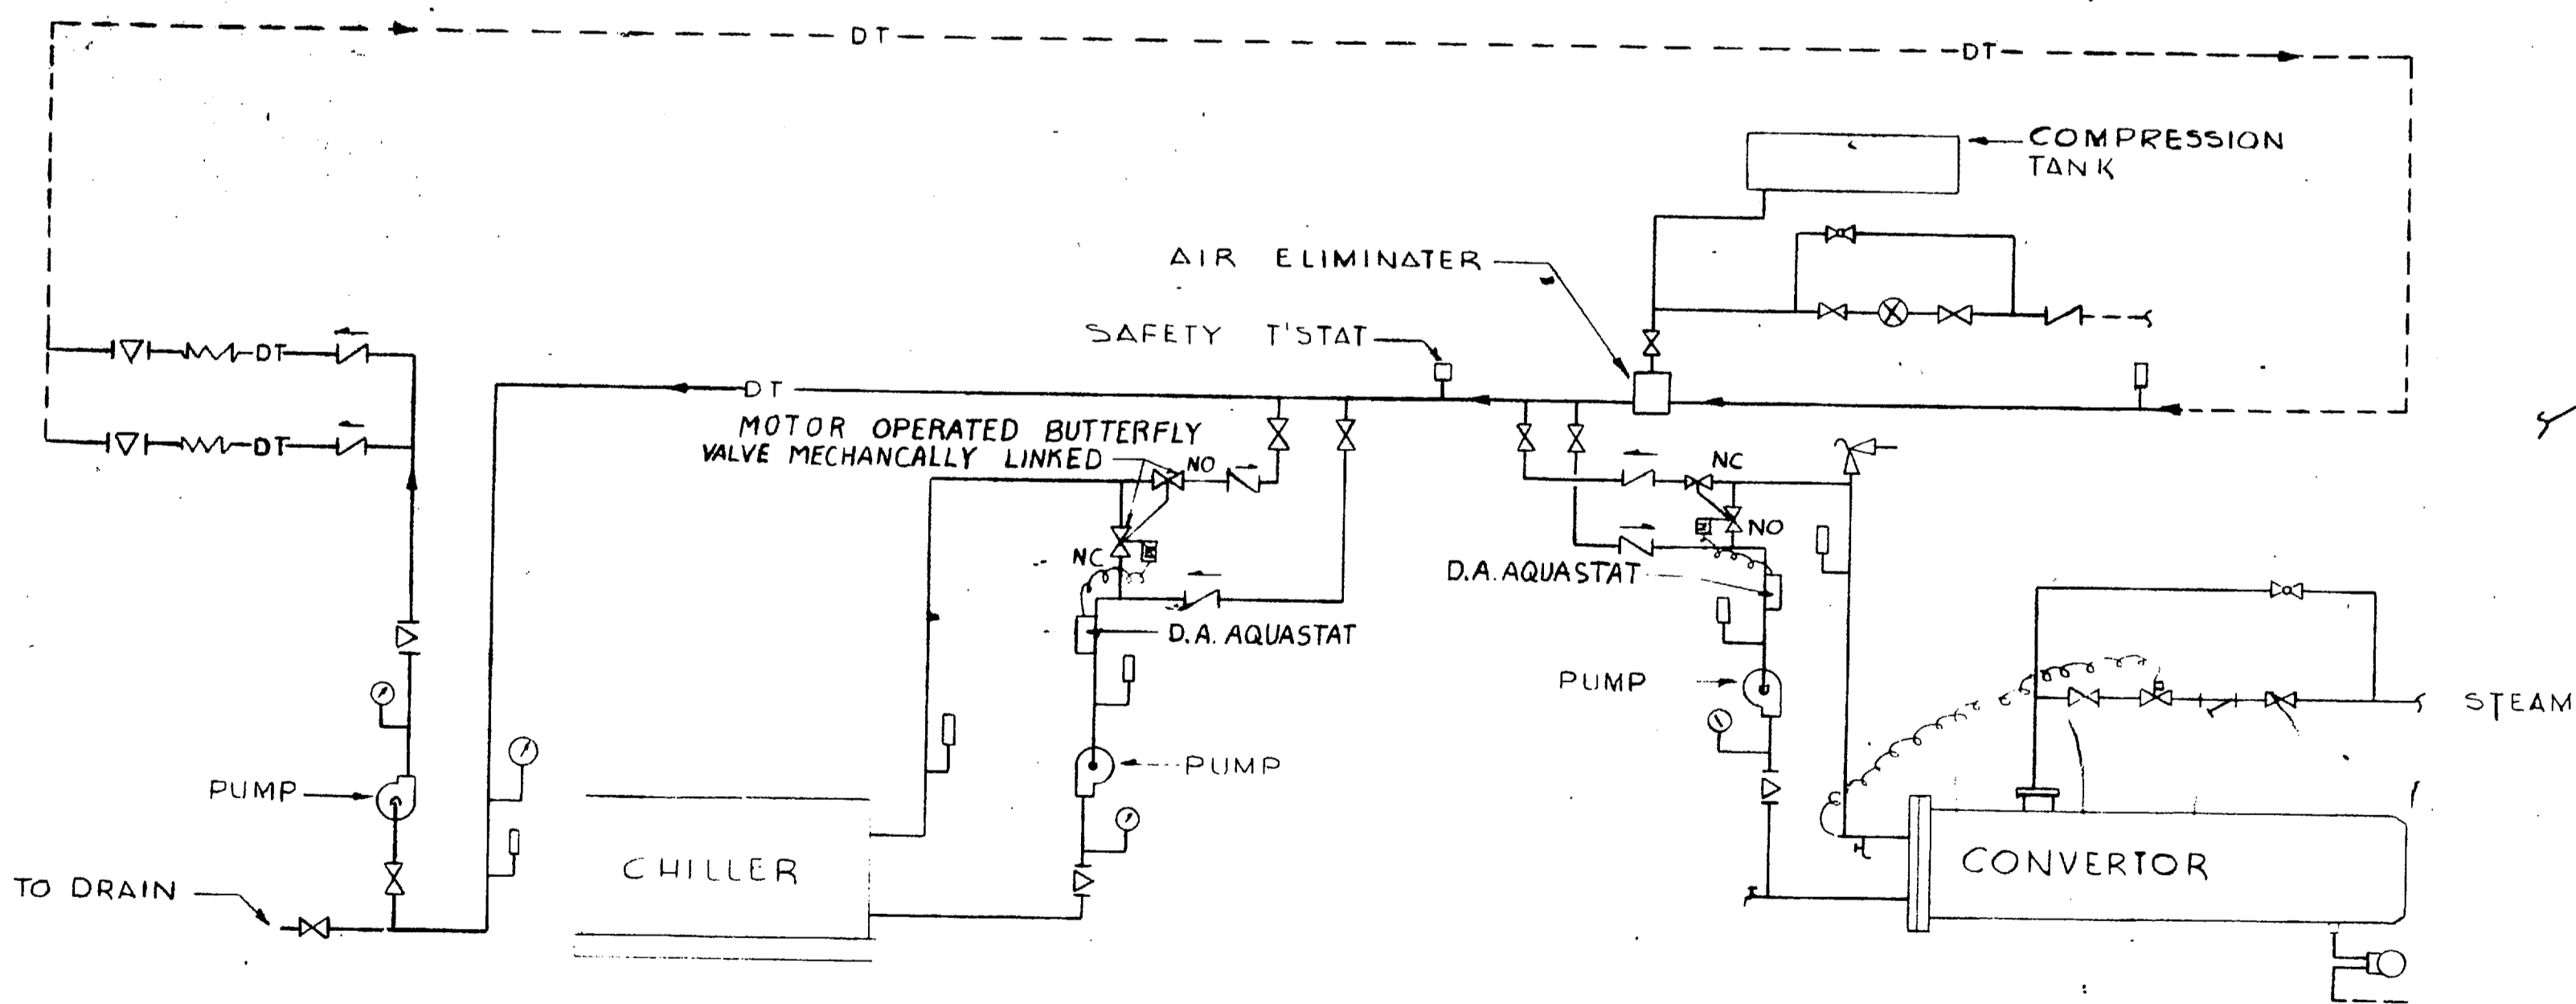 DT
DT
COMPRESSION
TANK
AIR ELIMINATER
SAFETY T'STAT
DT
DT
DT
MOTOR OPERATED BUTTERFLY
VALVE MECHANCALLY LINKED
NO
NC
NC
NO
D.A. AQUASTAT
D.A. AQUASTAT
PUMP
STEAM
PUMP
PUMP
CHILLER
CONVERTOR
TO DRAIN